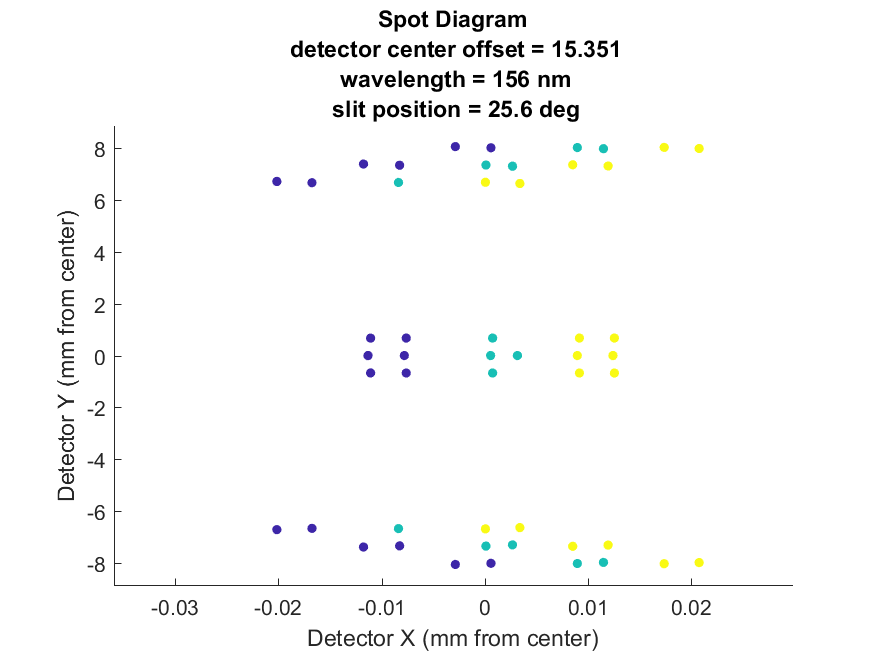 Spot Diagram
detector center offset = 15.351
wavelength = 156 nm
slit position = 25.6 deg
8
6
4
2
0
-2
-4
-6
-8
Detector Y (mm from center)
-0.03 -0.02 -0.01 0 0.01 0.02
Detector X (mm from center)